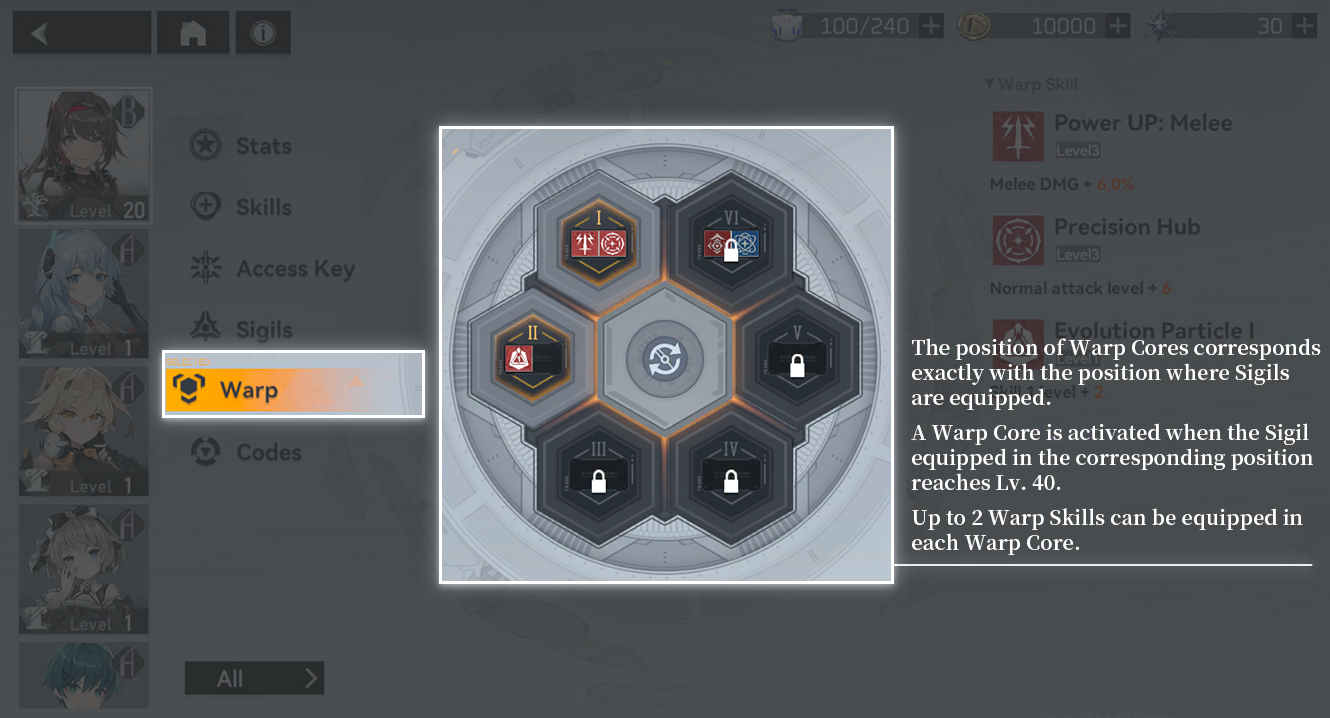 100/240
10000
30
B
Level 20
A
Level 1
A
Level 1
A
Level 1
A
Stats
Skills
Access Key
Sigils
Warp
Codes
All
I
VI
II
V
III
IV
Warp Skill
Power UP: Melee
Level3
Melee DMG + 6.0%
Precision Hub
Level3
Normal attack level + 6
Evolution Particle I
level + 2
The position of Warp Cores corresponds
exactly with the position where Sigils
are equipped.
A Warp Core is activated when the Sigil
equipped in the corresponding position
reaches Lv. 40.
Up to 2 Warp Skills can be equipped in
each Warp Core.